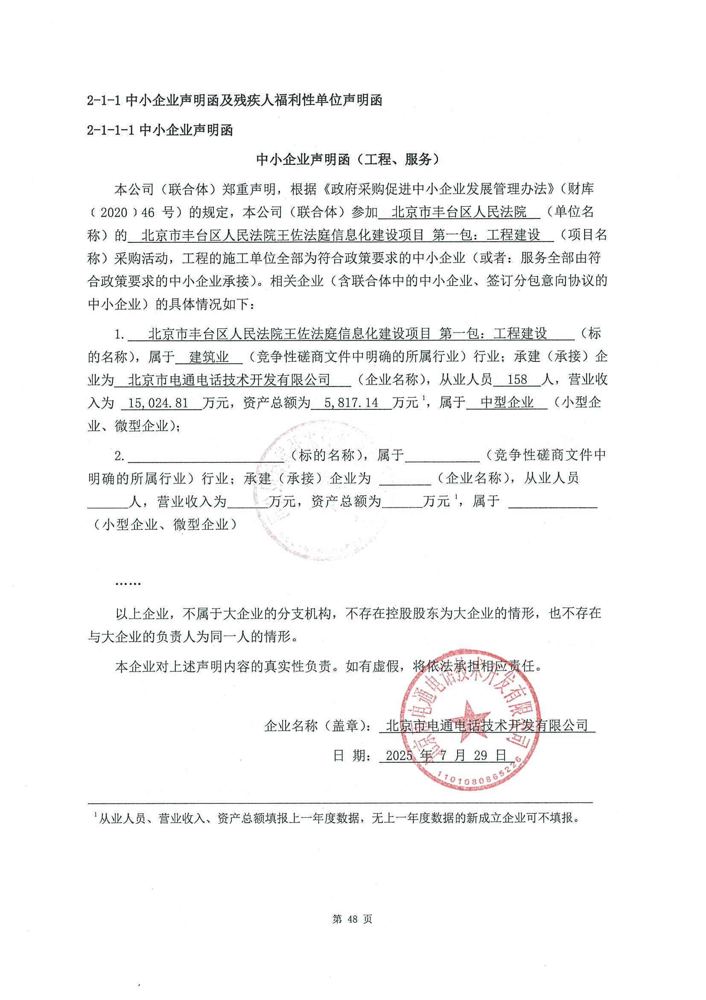 2-1-1 中小企业声明函及残疾人福利性单位声明函
2-1-1-1 中小企业声明函
中小企业声明函（工程、服务）
本公司（联合体）郑重声明，根据《政府采购促进中小企业发展管理办法》（财库
﹝2020﹞46 号）的规定，本公司（联合体）参加 北京市丰台区人民法院 （单位名
称）的 北京市丰台区人民法院王佐法庭信息化建设项目 第一包：工程建设 （项目名
称）采购活动，工程的施工单位全部为符合政策要求的中小企业（或者：服务全部由符
合政策要求的中小企业承接）。相关企业（含联合体中的中小企业、签订分包意向协议的
中小企业）的具体情况如下：
1. 北京市丰台区人民法院王佐法庭信息化建设项目 第一包：工程建设 （标
的名称），属于 建筑业 （竞争性磋商文件中明确的所属行业）行业；承建（承接）企
业为 北京市电通电话技术开发有限公司 （企业名称），从业人员 158 人，营业收
入为 15,024.81 万元，资产总额为 5,817.14 万元¹，属于 中型企业 （小型企
业、微型企业）；
2. ____________ （标的名称），属于______ （竞争性磋商文件中
明确的所属行业）行业；承建（承接）企业为 ____ （企业名称），从业人员
____人，营业收入为____万元，资产总额为____万元¹，属于 ________
（小型企业、微型企业）
……
以上企业，不属于大企业的分支机构，不存在控股股东为大企业的情形，也不存在
与大企业的负责人为同一人的情形。
本企业对上述声明内容的真实性负责。如有虚假，将依法承担相应责任。
企业名称（盖章）： 北京市电通电话技术开发有限公司
日 期： 2025 年 7 月 29 日
北京市电通电话技术开发有限公司
1101080865226
¹从业人员、营业收入、资产总额填报上一年度数据，无上一年度数据的新成立企业可不填报。
第 48 页